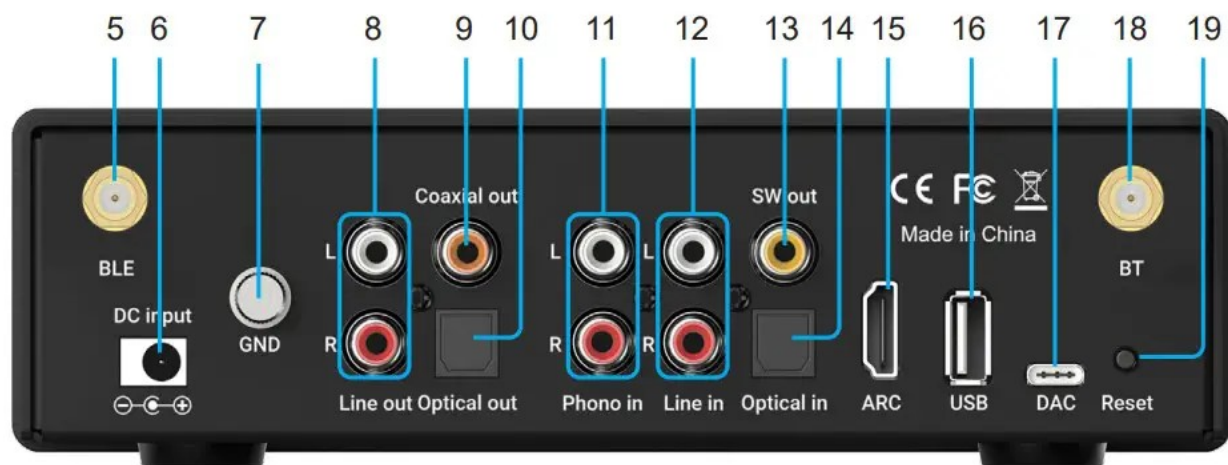 5 6 7 8 9 10 11 12 13 14 15 16 17 18 19
Coaxial out
SW out
CE FC
Made in China
L
L
L
BLE
BT
DC input
GND
R
R
R
Line out
Optical out
Phono in
Line in
Optical in
ARC
USB
DAC
Reset